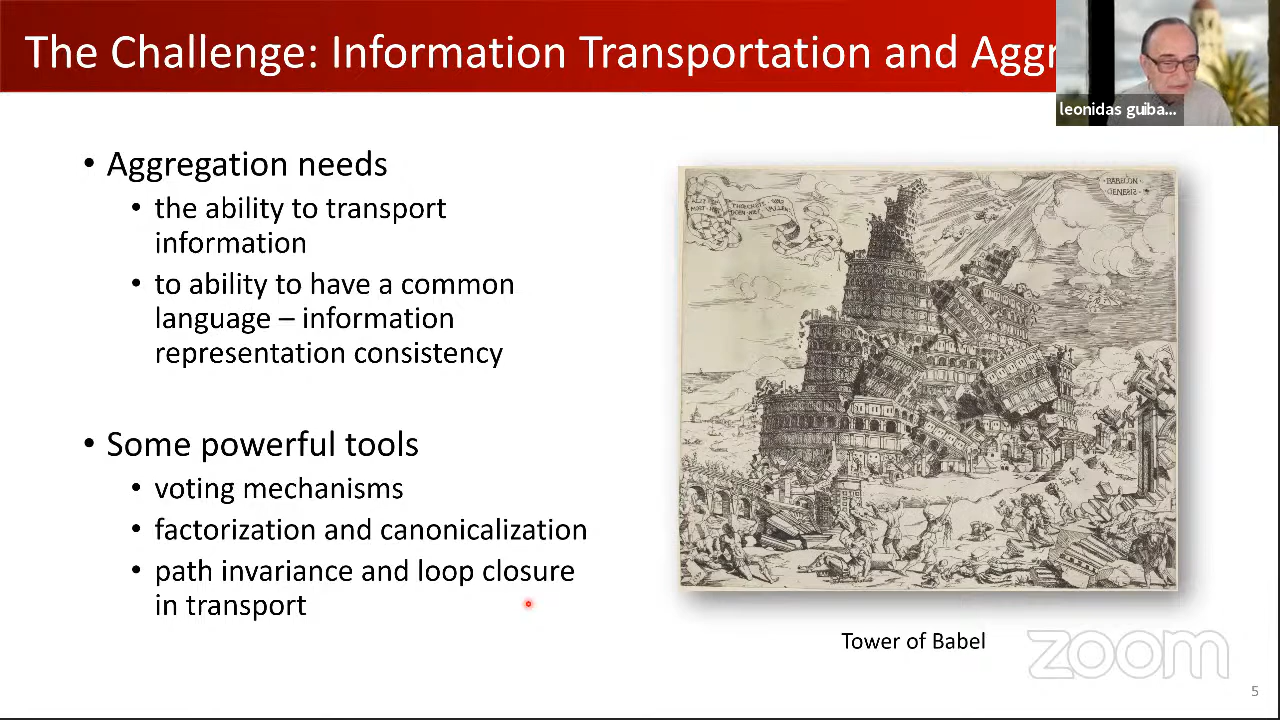 The Challenge: Information Transportation and Aggr
leonidas guiba...
• Aggregation needs
• the ability to transport
information
• to ability to have a common
language – information
representation consistency
• Some powerful tools
• voting mechanisms
• factorization and canonicalization
• path invariance and loop closure
in transport
BABELON
GENESIS
Tower of Babel
zoom
5